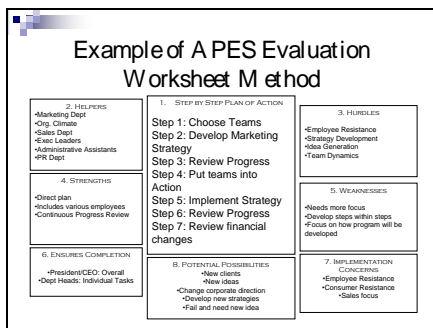 Example of APES Evaluation
Worksheet Method
1. Step by Step Plan of Action
Step 1: Choose Teams
Step 2: Develop Marketing
Strategy
Step 3: Review Progress
Step 4: Put teams into
Action
Step 5: Implement Strategy
Step 6: Review Progress
Step 7: Review financial
changes
2. Helpers
•Marketing Dept
•Org. Climate
•Sales Dept
•Exec Leaders
•Administrative Assistants
•PR Dept
3. Hurdles
•Employee Resistance
•Strategy Development
•Idea Generation
•Team Dynamics
4. Strengths
•Direct plan
•Includes various employees
•Continuous Progress Review
5. Weaknesses
•Needs more focus
•Develop steps within steps
•Focus on how program will be
developed
6. Ensures Completion
•President/CEO: Overall
•Dept Heads: Individual Tasks
7. Implementation
Concerns
•Employee Resistance
•Consumer Resistance
•Sales focus
8. Potential Possibilities
•New clients
•New ideas
•Change corporate direction
•Develop new strategies
•Fail and need new idea